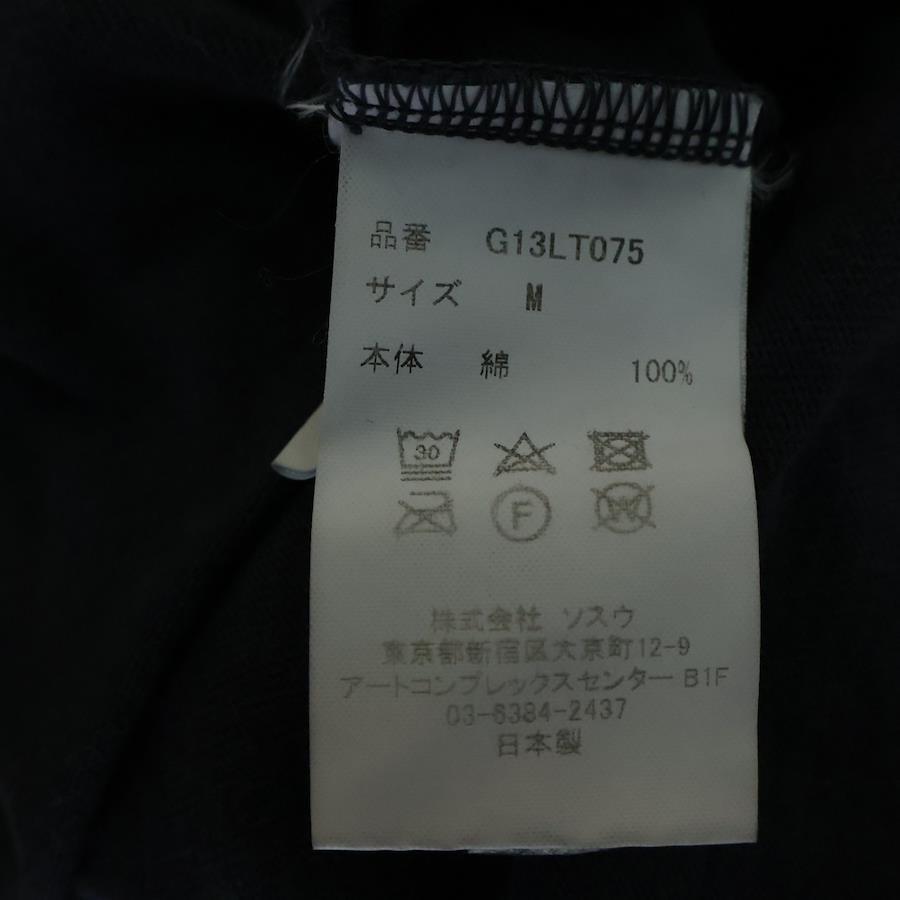 品番 G13LT075
サイズ M
本体 綿 100%
30
F W
株式会社 ソスウ
東京都新宿区大京町12-9
アートコンプレックスセンター B1F
03-6384-2437
日本製